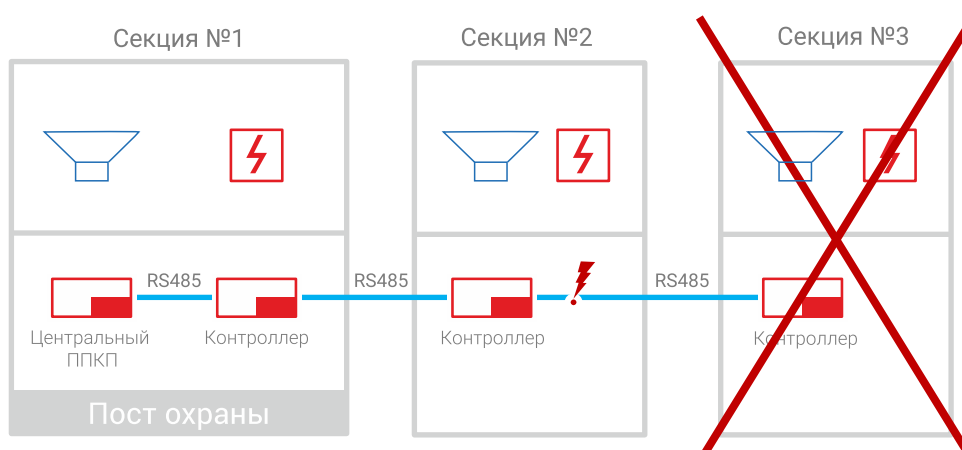 Секция №1
Секция №2
Секция №3
RS485
RS485
RS485
Центральный
ППКП
Контроллер
Контроллер
Контроллер
Пост охраны